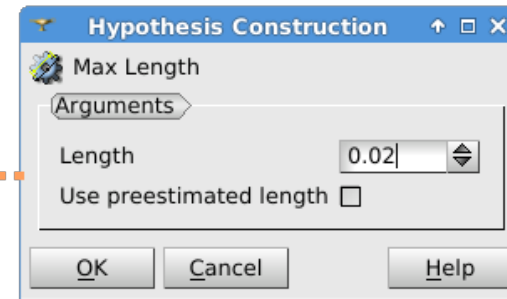 Hypothesis Construction
Max Length
Arguments
Length 0.02
Use preestimated length
OK Cancel Help